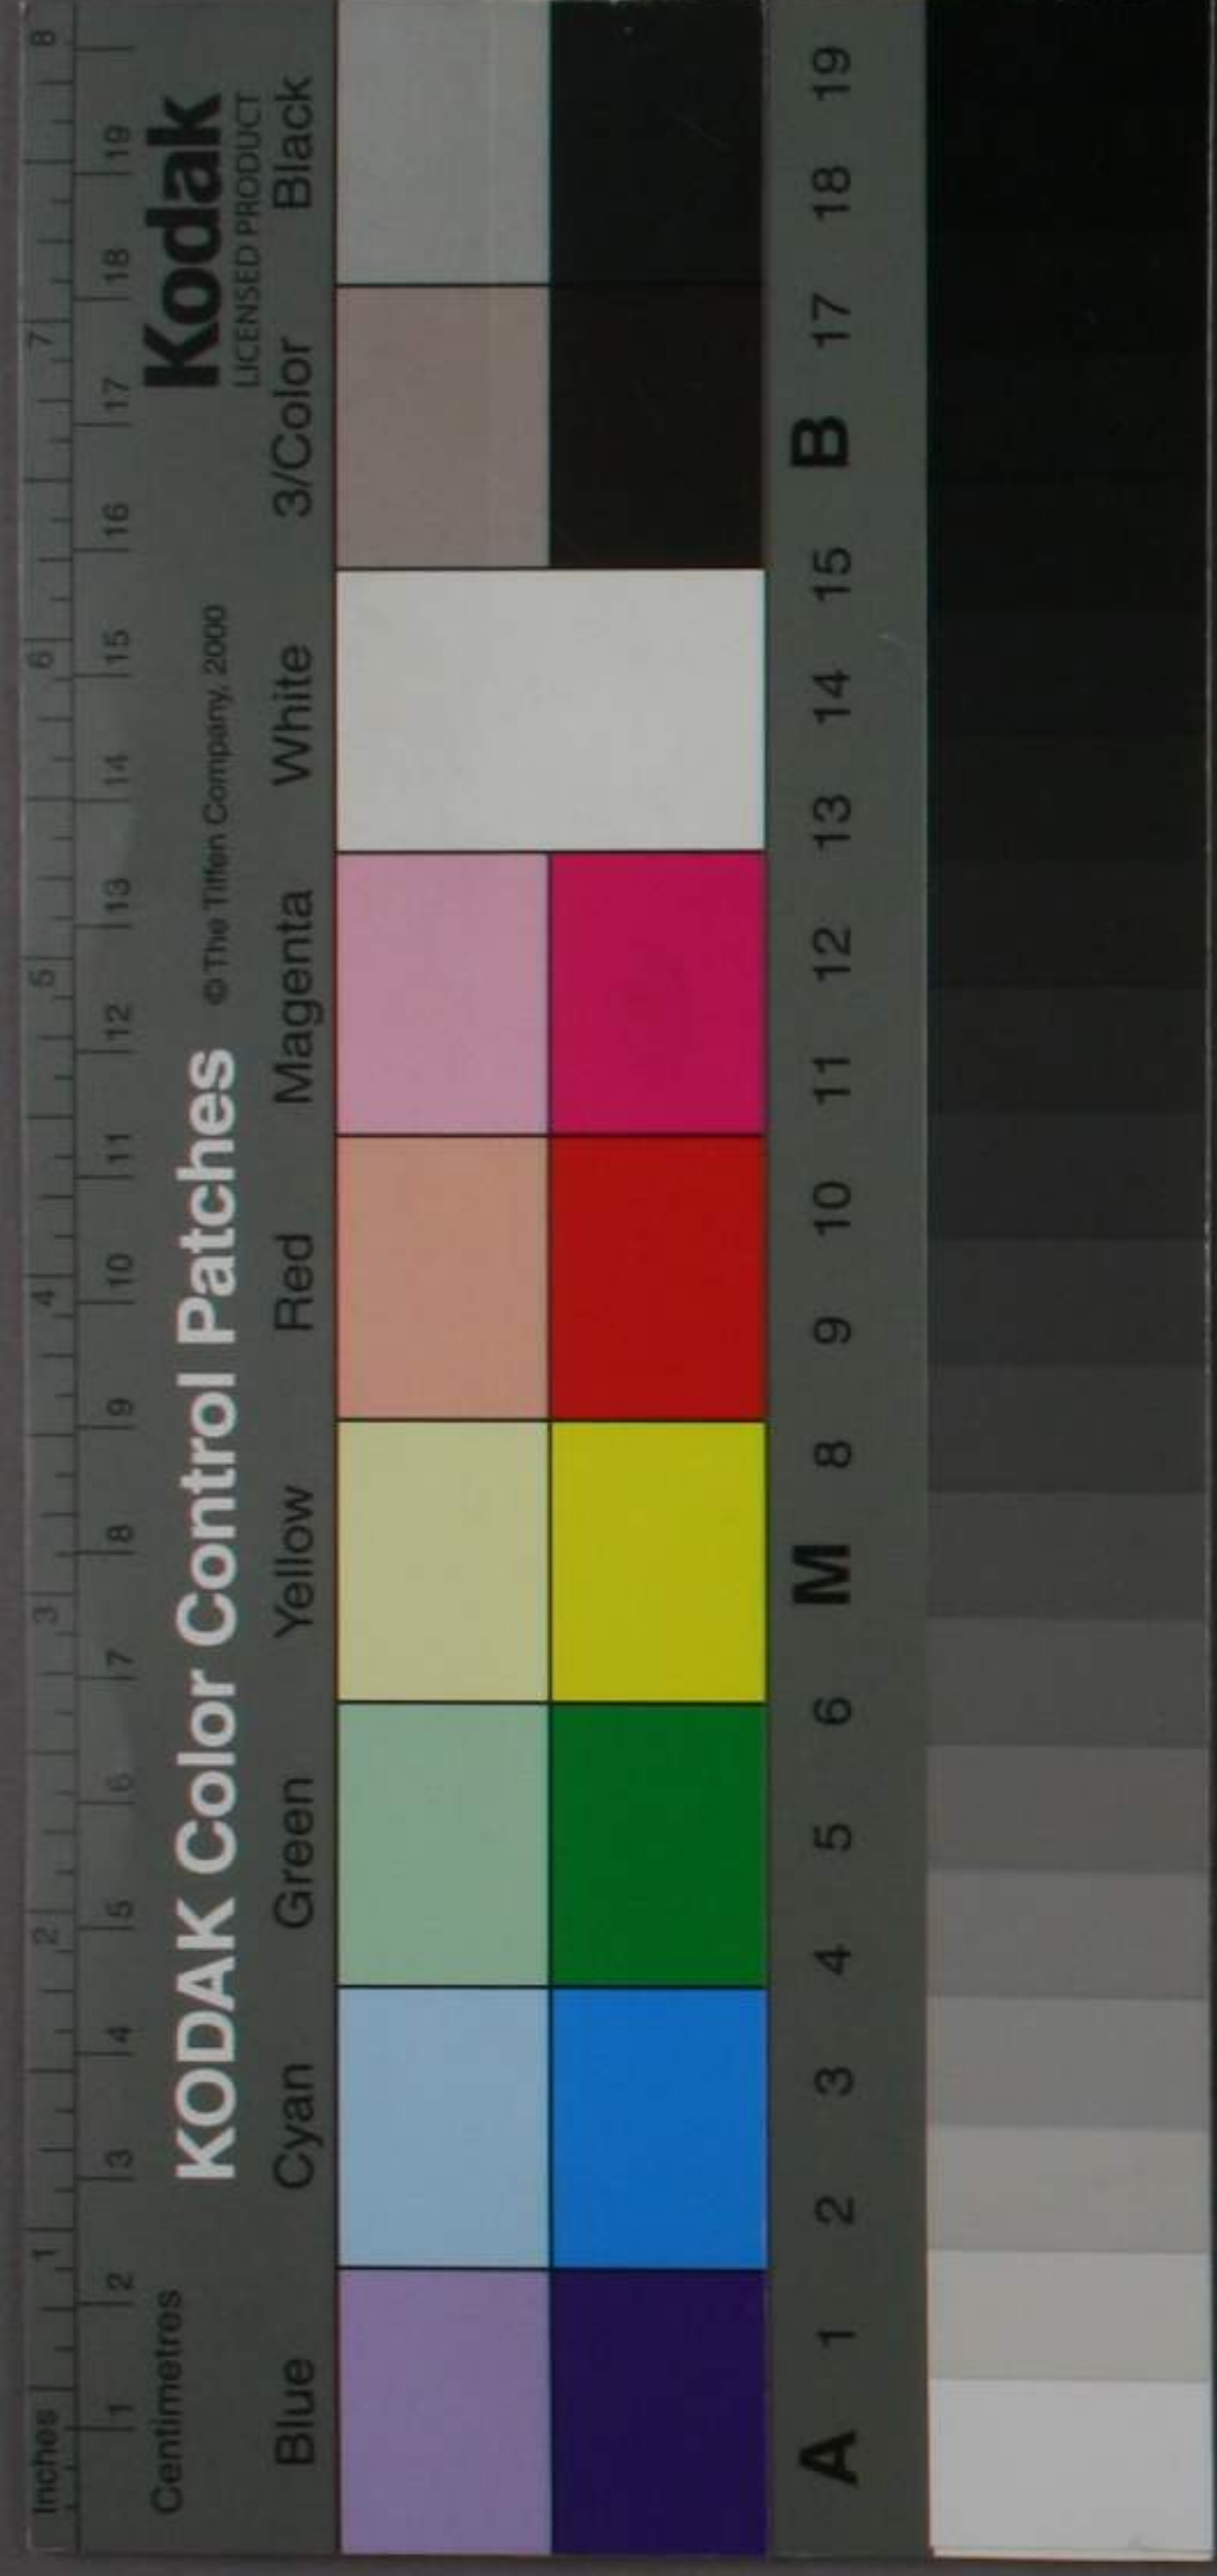 Inches 1 2 3 4 5 6 7 8
Centimetres 1 2 3 4 5 6 7 8 9 10 11 12 13 14 15 16 17 18 19
KODAK Color Control Patches © The Tiffen Company, 2000 Kodak
LICENSED PRODUCT
Blue Cyan Green Yellow Red Magenta White 3/Color Black
A 1 2 3 4 5 6 M 8 9 10 11 12 13 14 15 B 17 18 19